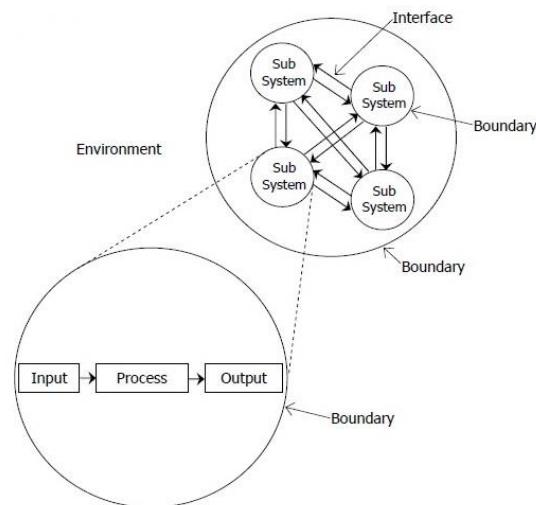 Interface
Sub
System
Sub
System
Boundary
Environment
Sub
System
Sub
System
Boundary
Input
Process
Output
Boundary